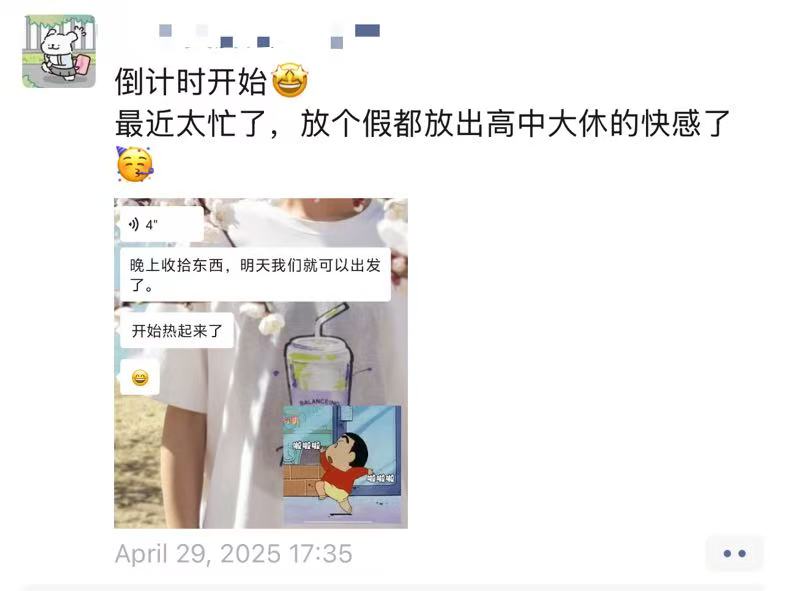 倒计时开始🤩
最近太忙了，放个假都放出高中大休的快感了
🥳
4"
晚上收拾东西，明天我们就可以出发
了。
开始热起来了
😄
BALANCEING
啦啦啦
啦啦啦
April 29, 2025 17:35